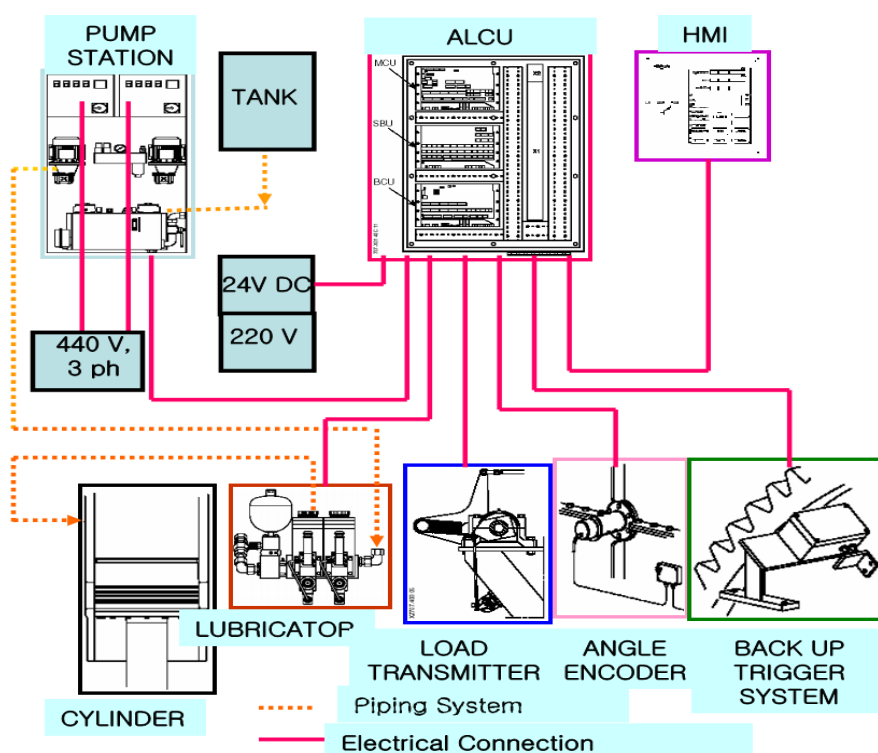 PUMP
STATION
ALCU
HMI
TANK
MCU
SBU
BCU
X1
24V DC
220 V
440 V,
3 ph
LUBRICATOP
LOAD
TRANSMITTER
ANGLE
ENCODER
BACK UP
TRIGGER
SYSTEM
CYLINDER
Piping System
Electrical Connection